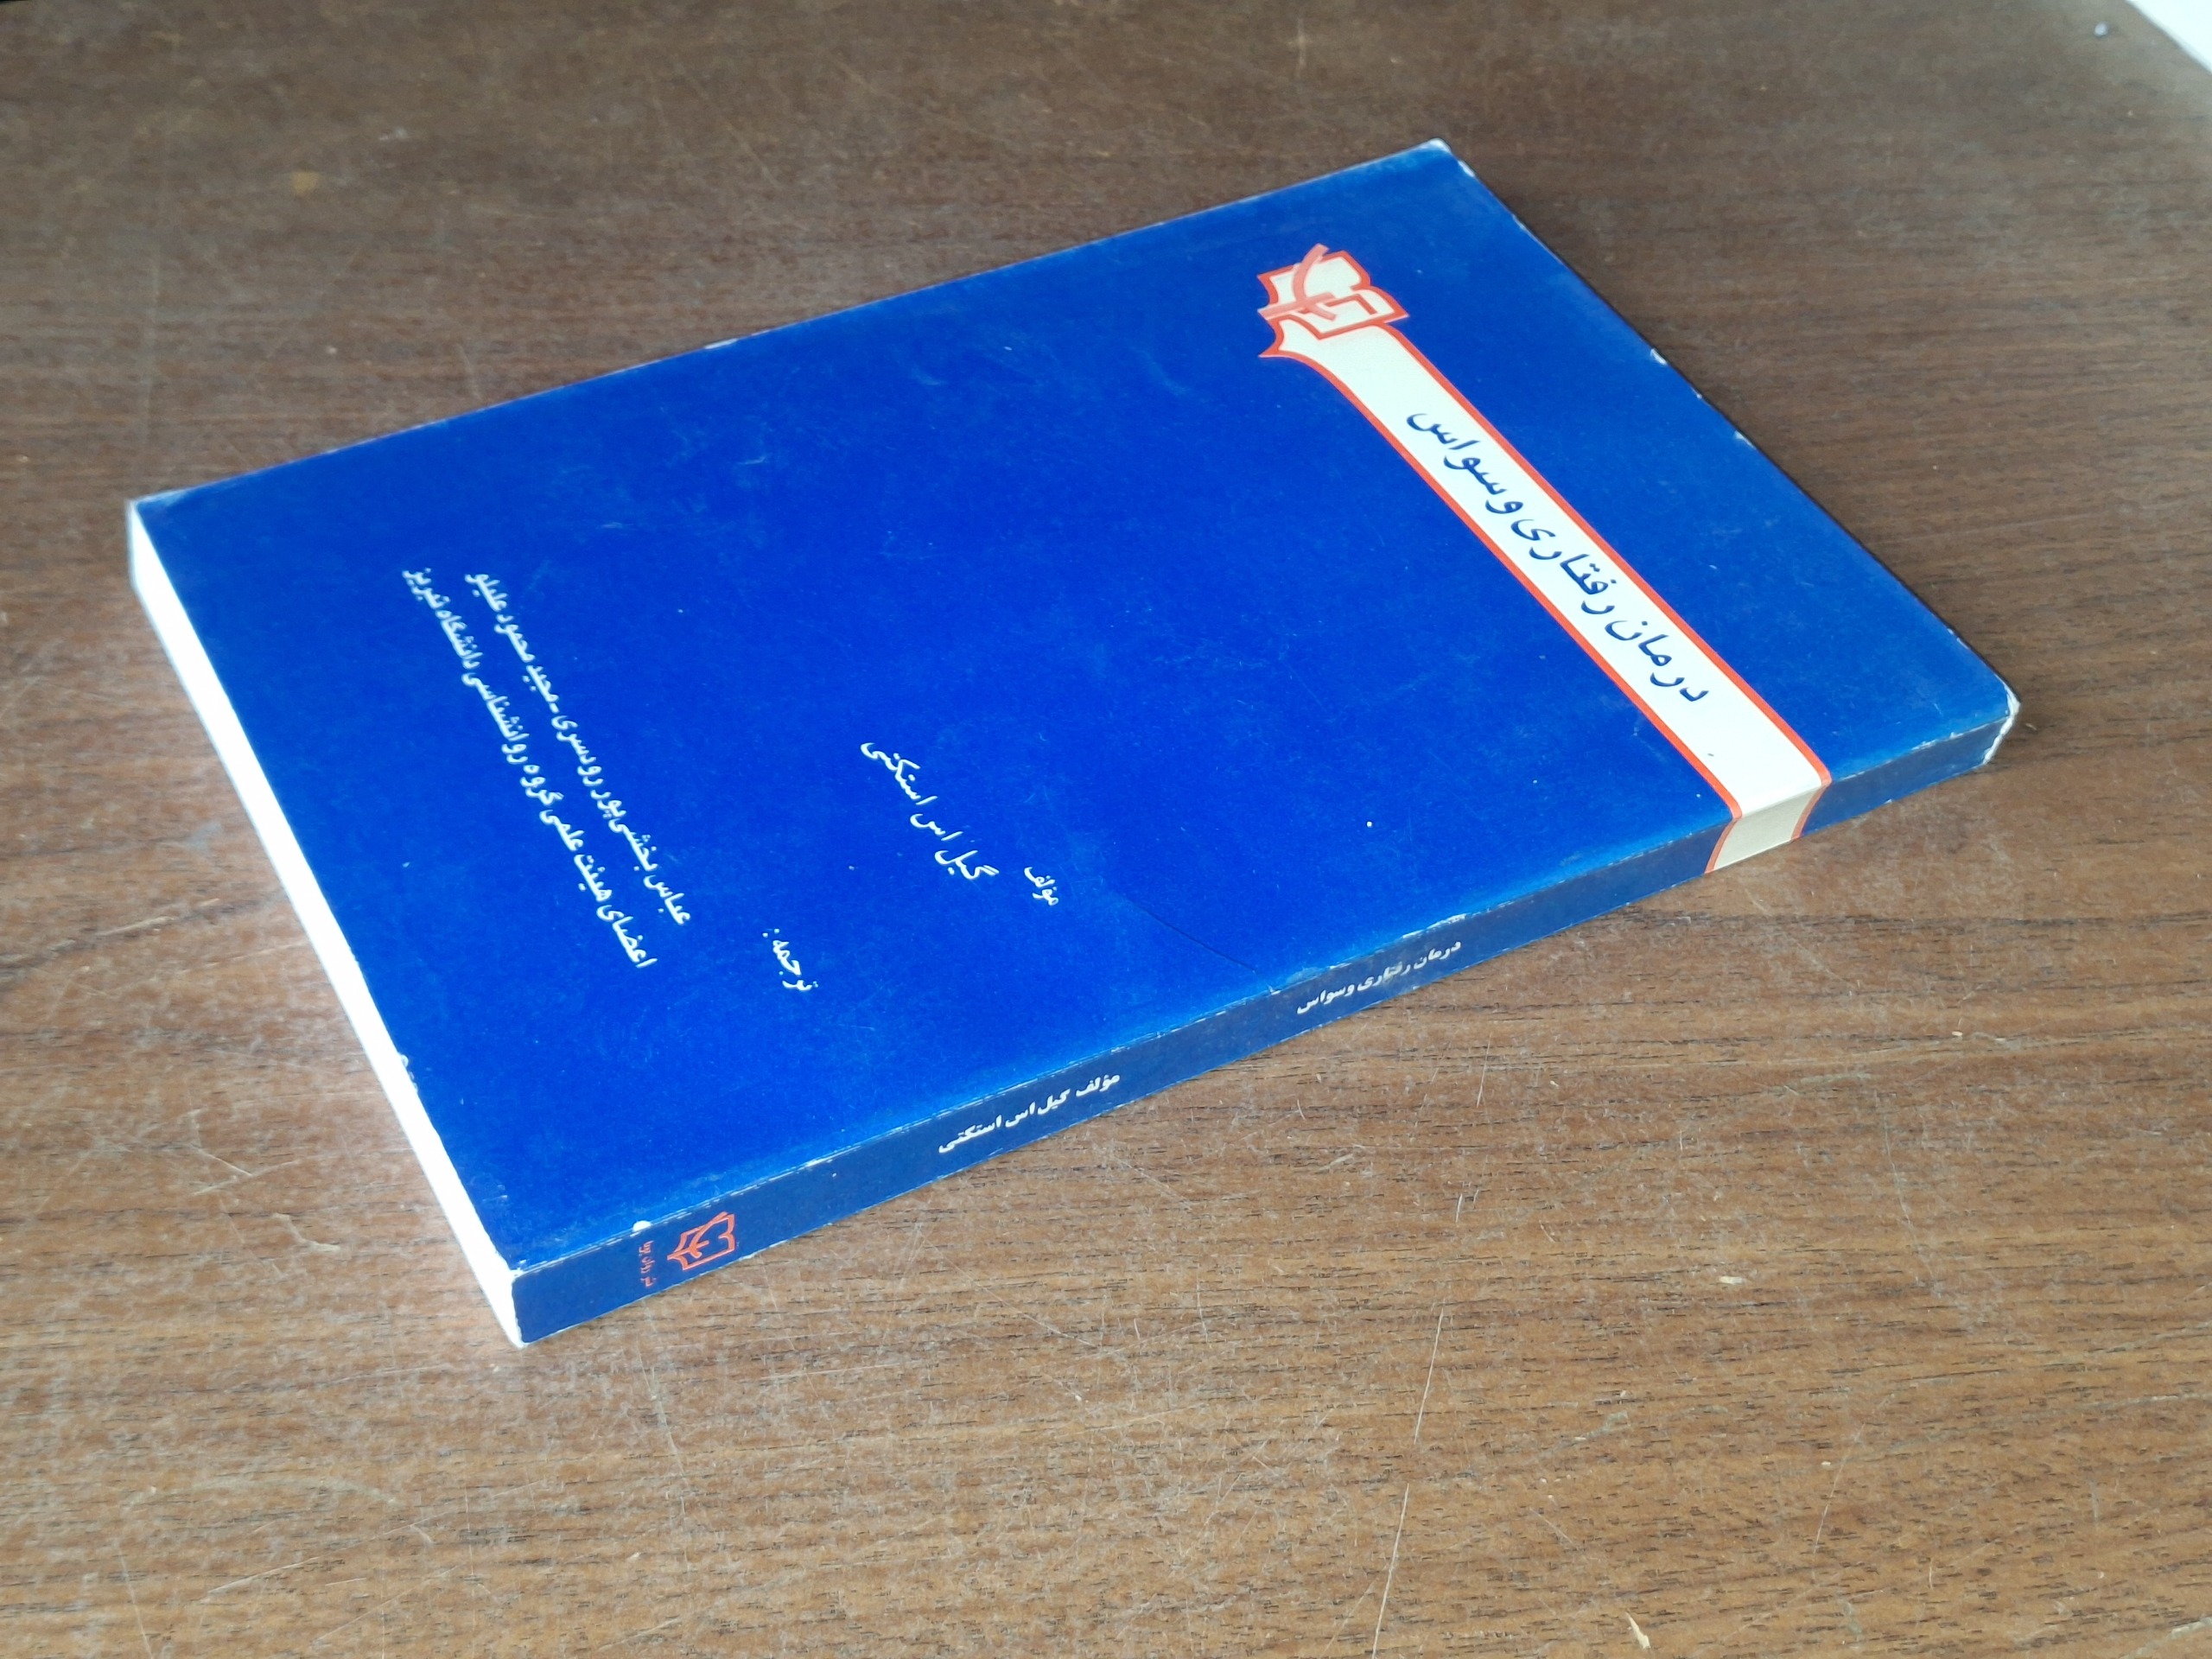 درمان رفتاری وسواس
مؤلف
گیل اس استکتی
ترجمه :
عباس بخشی پور رودسری - مجید محمود علیلو
اعضای هیئت علمی گروه روانشناسی دانشگاه تبریز
درمان رفتاری وسواس
مؤلف گیل اس استکتی